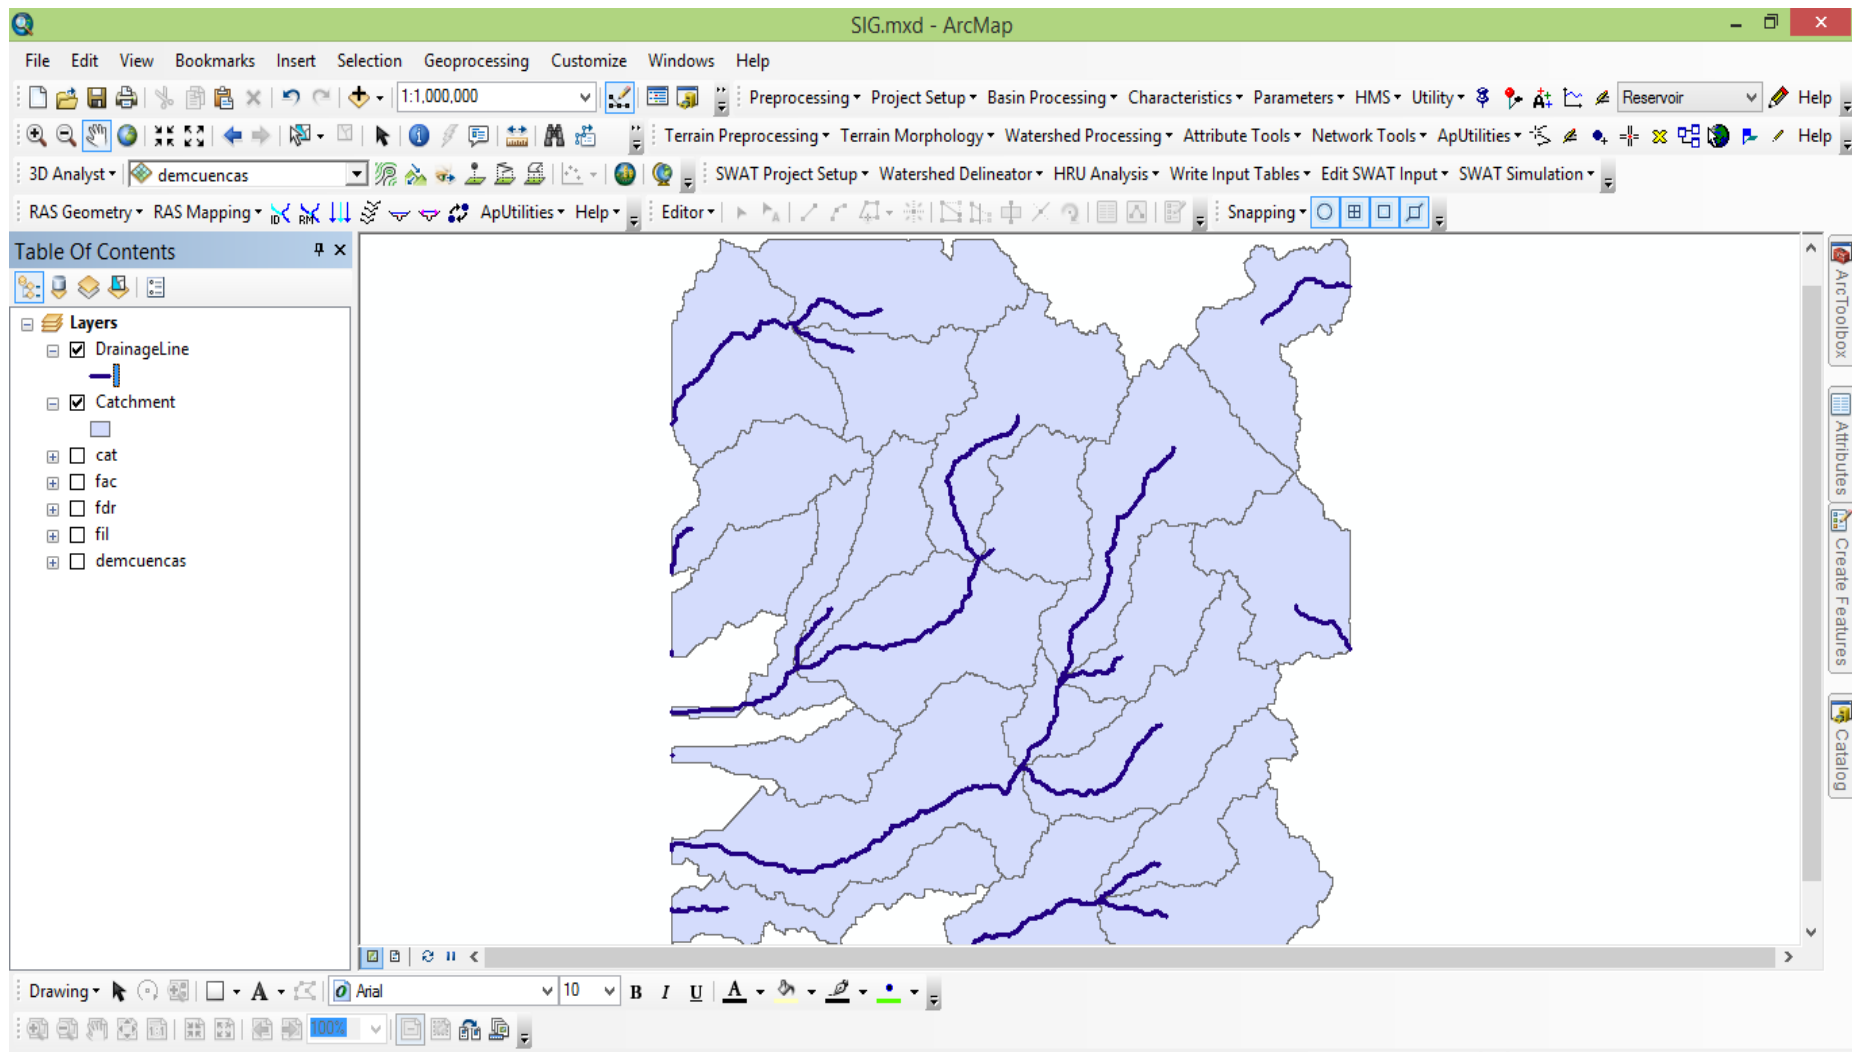 SIG.mxd - ArcMap
File Edit View Bookmarks Insert Selection Geoprocessing Customize Windows Help
1:1,000,000 Preprocessing Project Setup Basin Processing Characteristics Parameters HMS Utility Reservoir Help
Terrain Preprocessing Terrain Morphology Watershed Processing Attribute Tools Network Tools ApUtilities Help
3D Analyst demcuencas SWAT Project Setup Watershed Delineator HRU Analysis Write Input Tables Edit SWAT Input SWAT Simulation
RAS Geometry RAS Mapping ID RM ApUtilities Help Editor Snapping
Table Of Contents
Layers
DrainageLine
Catchment
cat
fac
fdr
fil
demcuencas
ArcToolbox
Attributes
Create Features
Catalog
Drawing A Arial 10 B I U A
1:1 100%